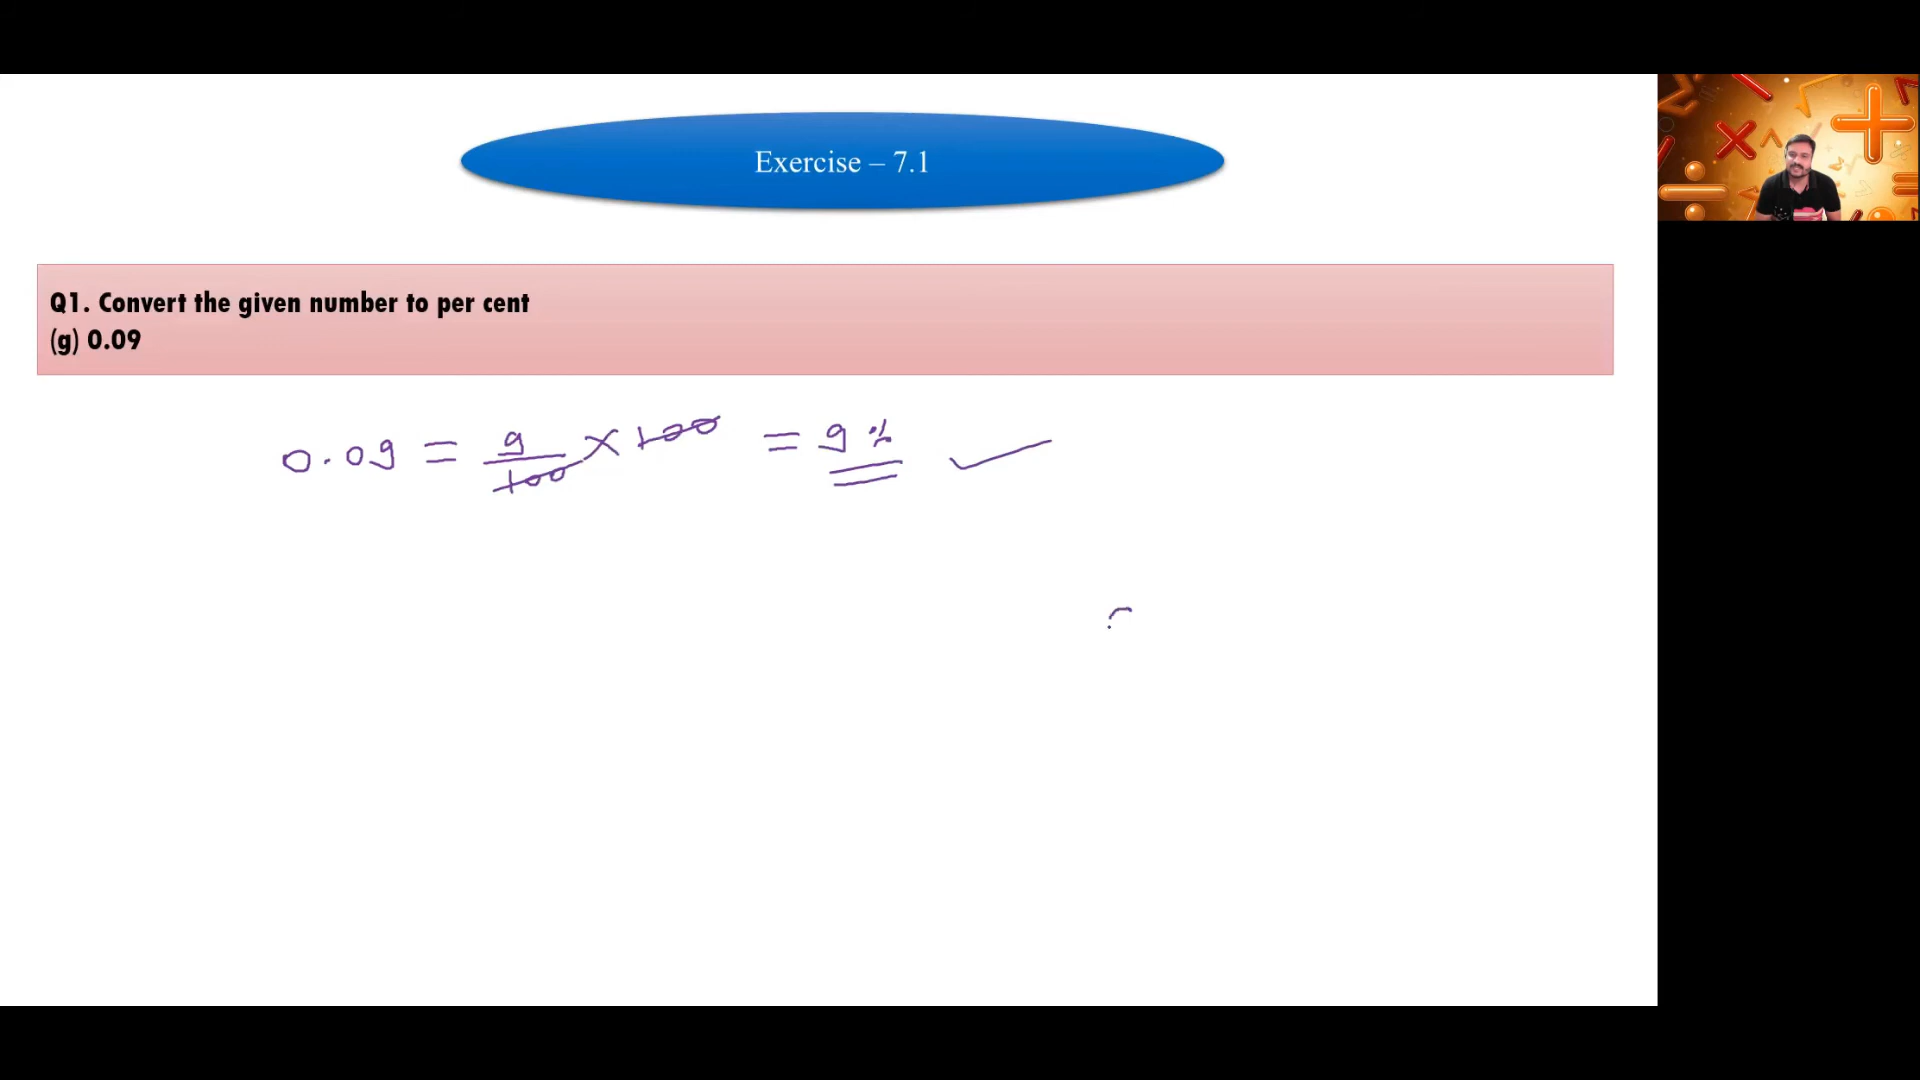 Exercise – 7.1
Q1. Convert the given number to per cent
(g) 0.09
0.09 = 9/100 × 100 = 9 %